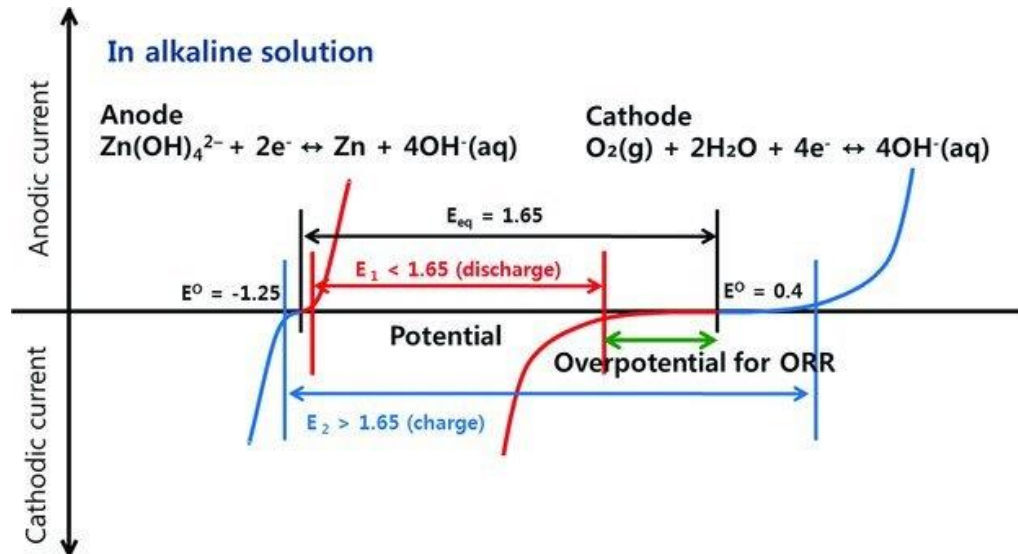 In alkaline solution
Anode
Zn(OH)₄²⁻ + 2e⁻ ↔ Zn + 4OH⁻(aq)
Cathode
O₂(g) + 2H₂O + 4e⁻ ↔ 4OH⁻(aq)
Anodic current
E_eq = 1.65
E₁ < 1.65 (discharge)
E⁰ = -1.25
E⁰ = 0.4
Potential
Overpotential for ORR
E₂ > 1.65 (charge)
Cathodic current